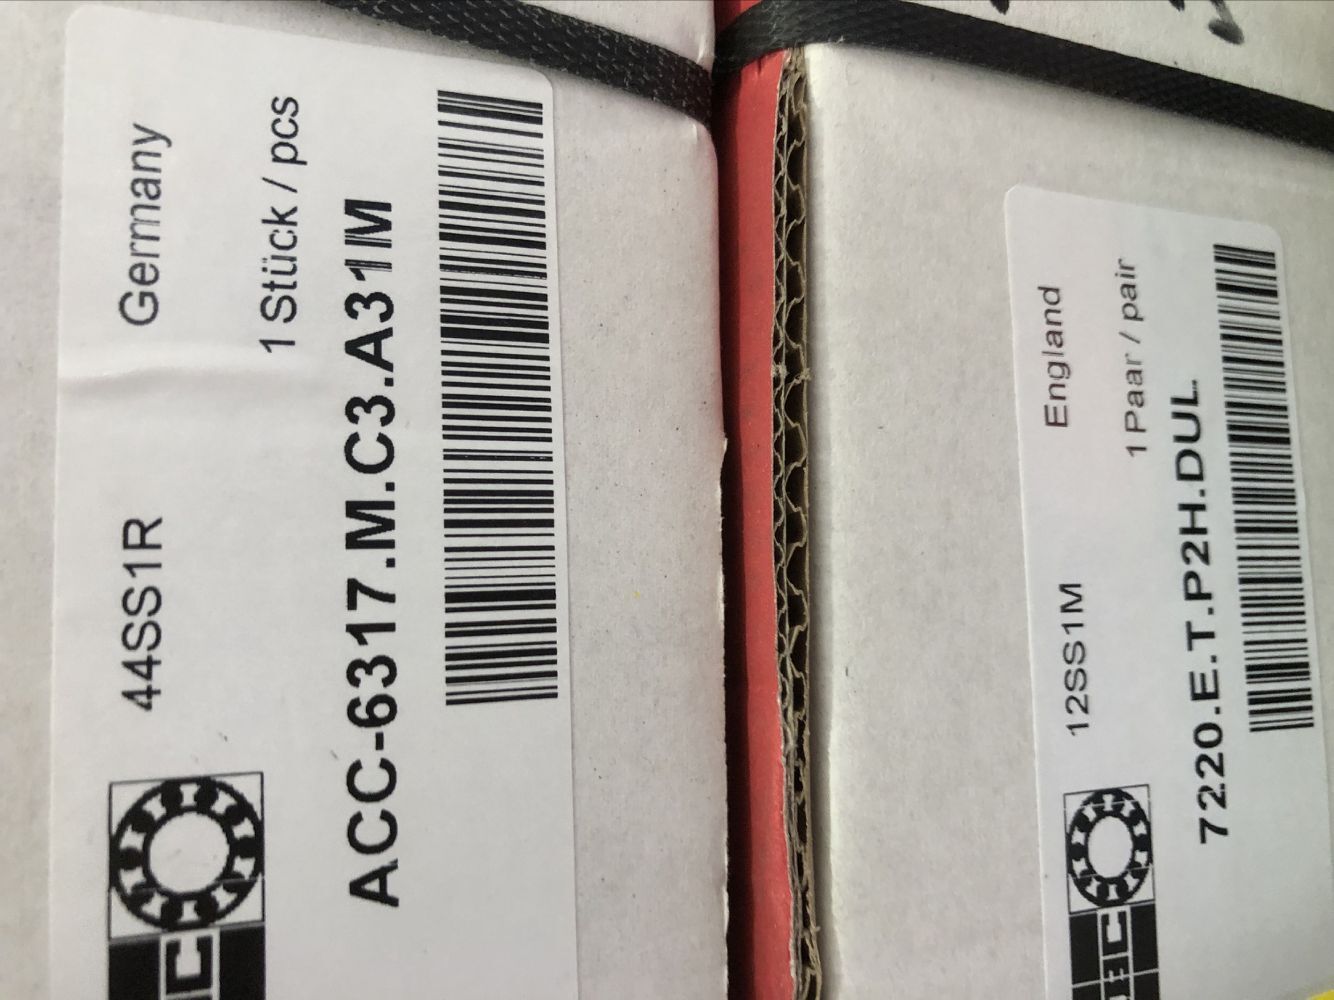 44SS1R Germany
1 Stück / pcs
ACC-6317.M.C3.A31M
12SS1M England
1 Paar / pair
7220.E.T.P2H.DUL